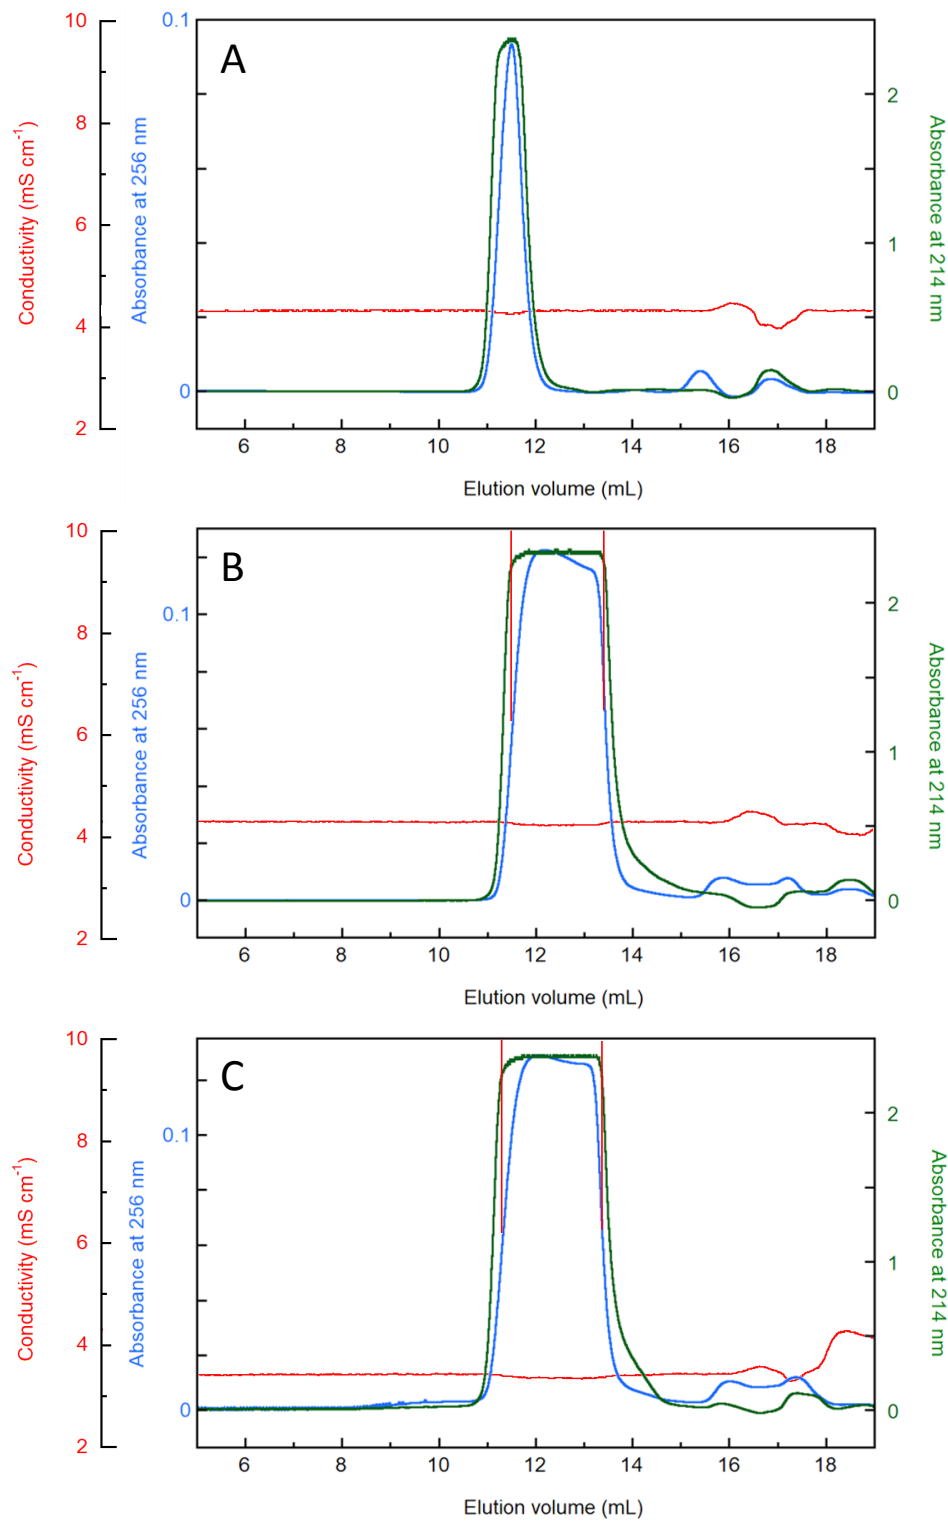 A
10
8
6
4
2
Conductivity (mS cm-1)
0.1
0
Absorbance at 256 nm
2
1
0
Absorbance at 214 nm
6 8 10 12 14 16 18
Elution volume (mL)
B
10
8
6
4
2
Conductivity (mS cm-1)
0.1
0
Absorbance at 256 nm
2
1
0
Absorbance at 214 nm
6 8 10 12 14 16 18
Elution volume (mL)
C
10
8
6
4
2
Conductivity (mS cm-1)
0.1
0
Absorbance at 256 nm
2
1
0
Absorbance at 214 nm
6 8 10 12 14 16 18
Elution volume (mL)